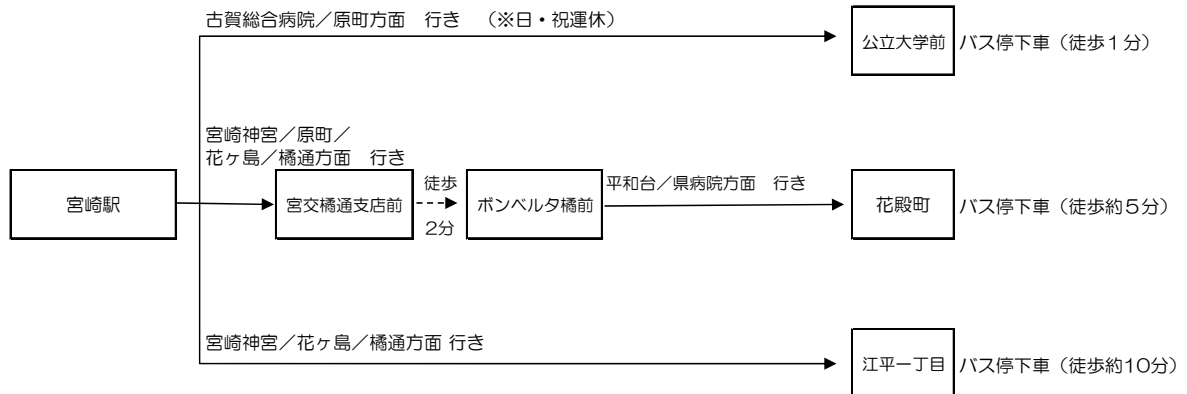 古賀総合病院／原町方面　行き　（※日・祝運休）
公立大学前
バス停下車（徒歩１分）
宮崎神宮／原町／
花ヶ島／橘通方面　行き
宮崎駅
宮交橘通支店前
徒歩
2分
ボンベルタ橘前
平和台／県病院方面　行き
花殿町
バス停下車（徒歩約５分）
宮崎神宮／花ヶ島／橘通方面 行き
江平一丁目
バス停下車（徒歩約10分）